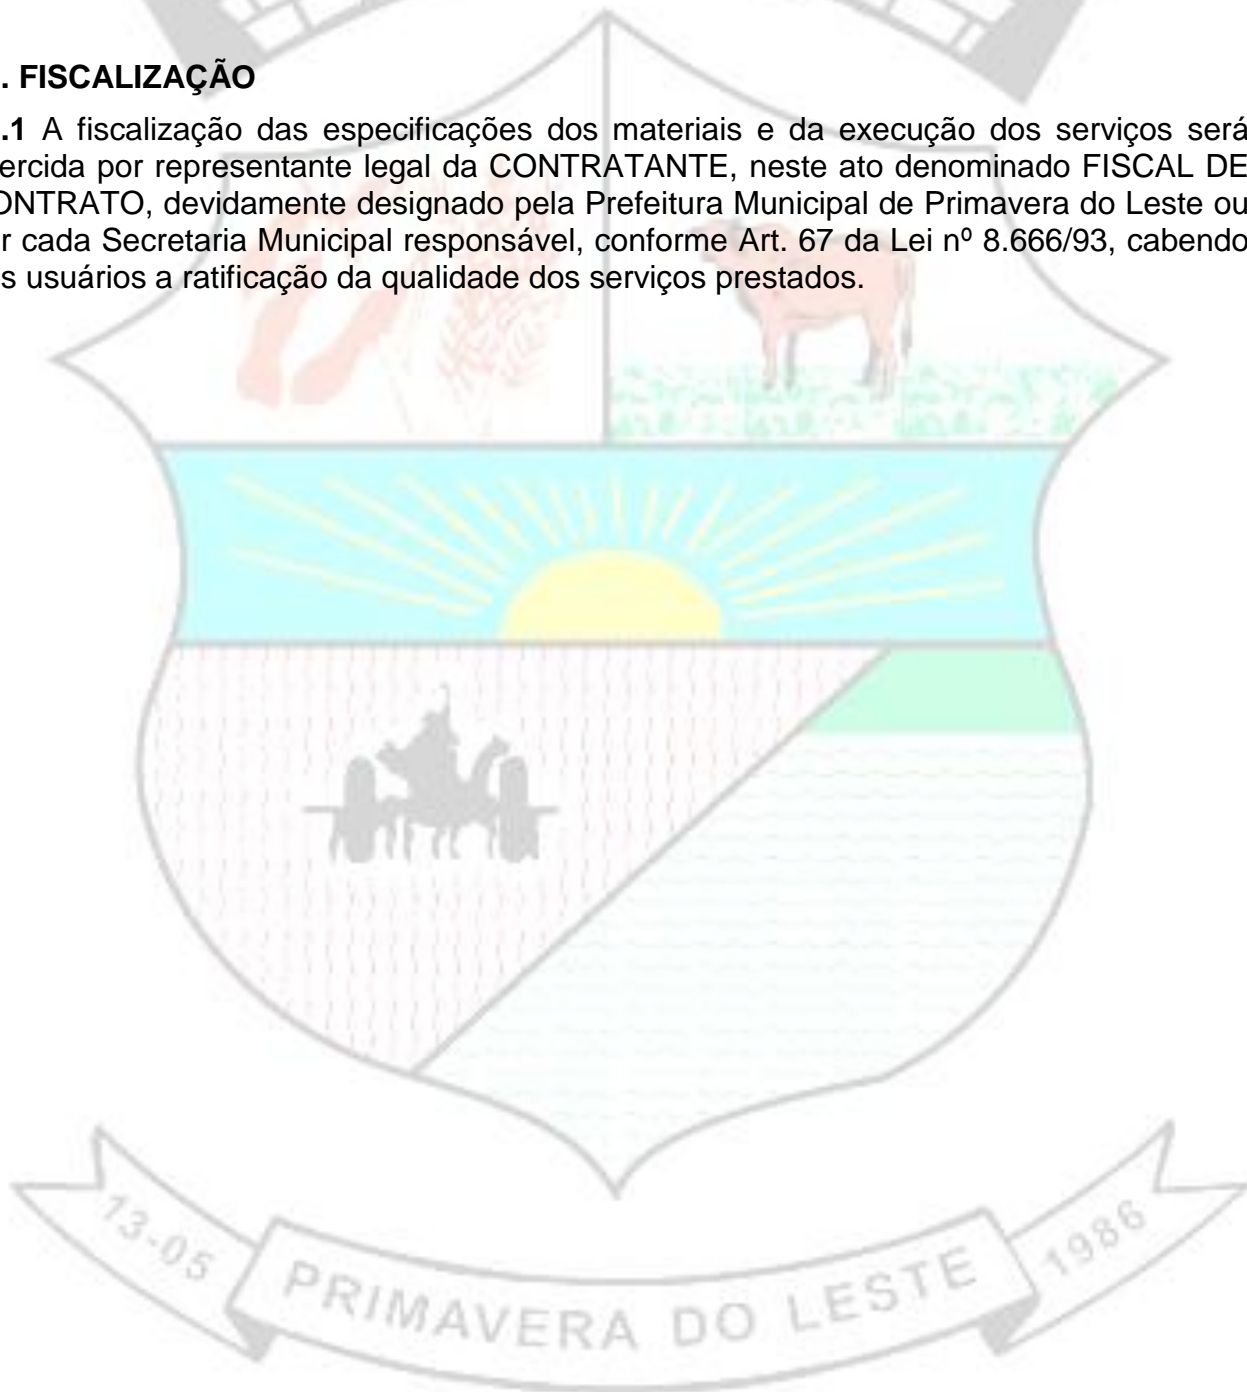 . FISCALIZAÇÃO
.1 A fiscalização das especificações dos materiais e da execução dos serviços será
ercida por representante legal da CONTRATANTE, neste ato denominado FISCAL DE
ONTRATO, devidamente designado pela Prefeitura Municipal de Primavera do Leste ou
r cada Secretaria Municipal responsável, conforme Art. 67 da Lei nº 8.666/93, cabendo
s usuários a ratificação da qualidade dos serviços prestados.
13-05
PRIMAVERA DO LESTE
1986